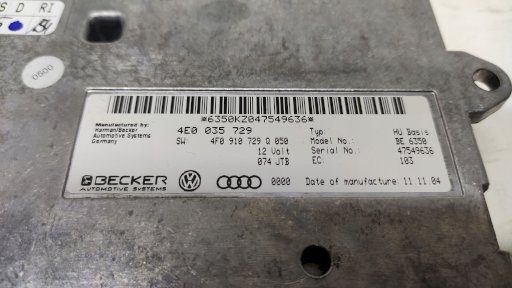 S D RI
0600
*6350KZ047549636*
Manufactured by:
Harman/Becker
Automotive Systems
Germany
4E0 035 729
SW: 4F0 910 729 Q 050
12 Volt
074 JTB
Typ: HU Basis
Model No.: BE 6350
Serial No.: 47549636
EC: 103
BECKER
AUTOMOTIVE SYSTEMS
0000 Date of manufacture: 11.11.04